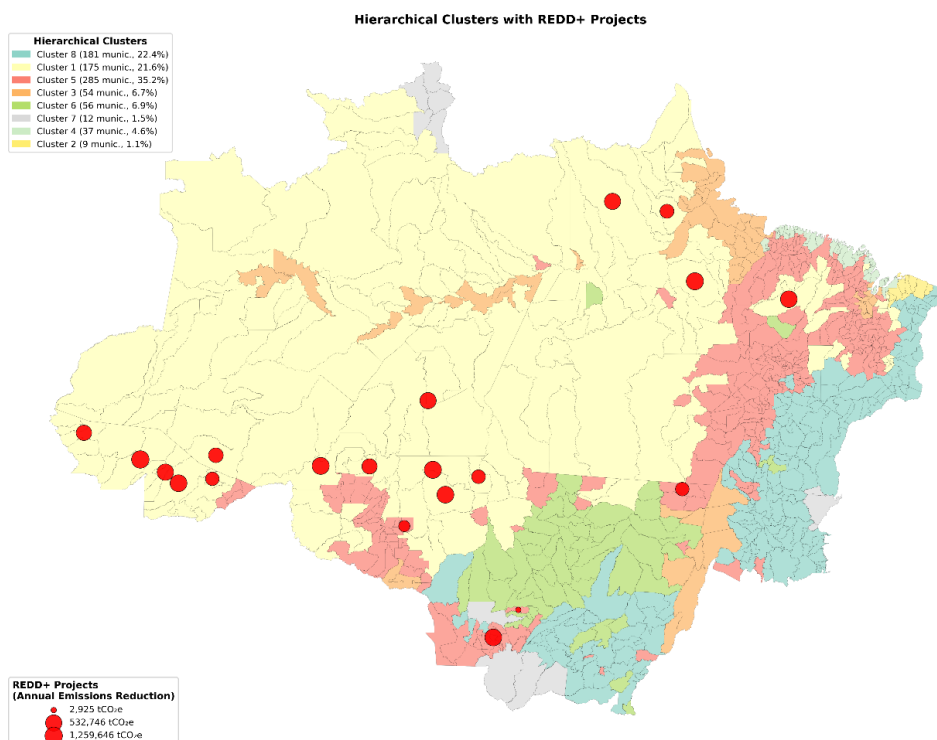 Hierarchical Clusters with REDD+ Projects
Hierarchical Clusters
Cluster 8 (181 munic., 22.4%)
Cluster 1 (175 munic., 21.6%)
Cluster 5 (285 munic., 35.2%)
Cluster 3 (54 munic., 6.7%)
Cluster 6 (56 munic., 6.9%)
Cluster 7 (12 munic., 1.5%)
Cluster 4 (37 munic., 4.6%)
Cluster 2 (9 munic., 1.1%)
REDD+ Projects
(Annual Emissions Reduction)
2,925 tCO₂e
532,746 tCO₂e
1,259,646 tCO₂e